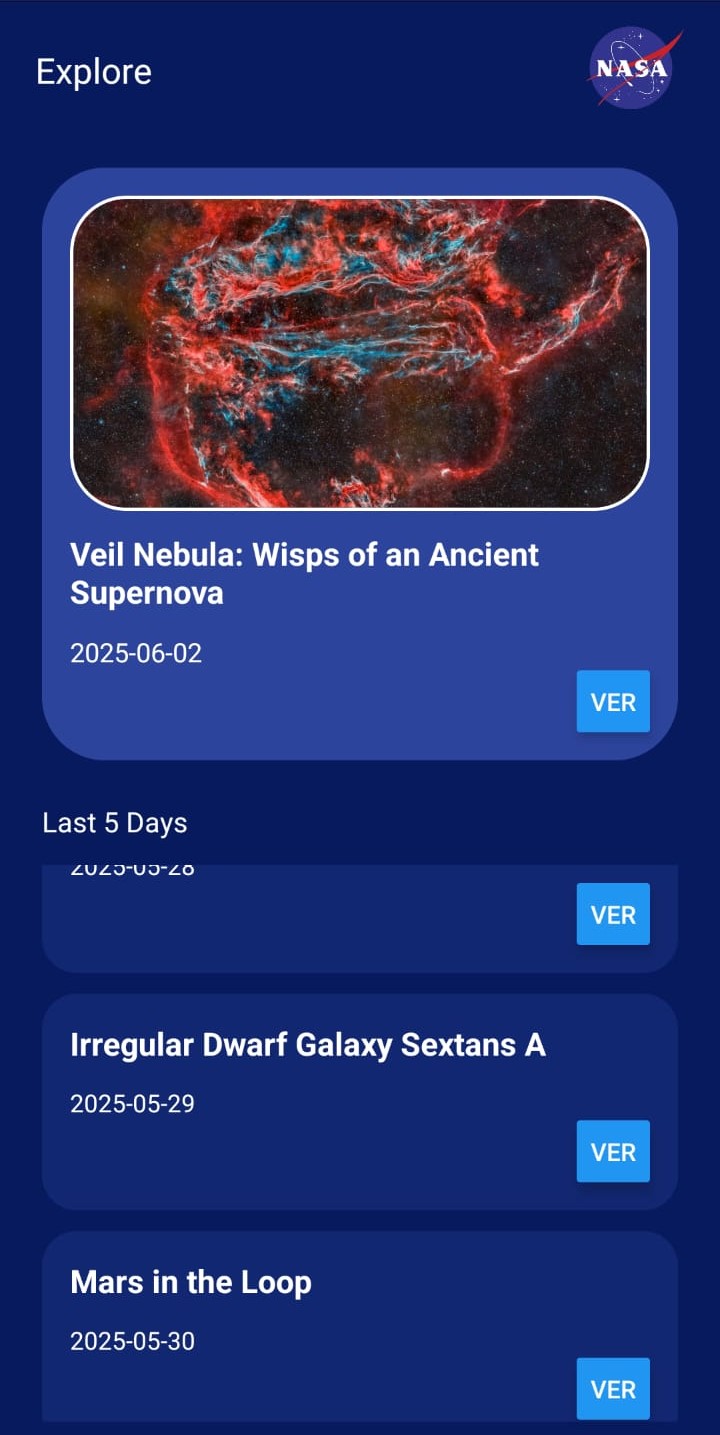 Explore
NASA
Veil Nebula: Wisps of an Ancient
Supernova
2025-06-02
VER
Last 5 Days
2025-05-28
VER
Irregular Dwarf Galaxy Sextans A
2025-05-29
VER
Mars in the Loop
2025-05-30
VER